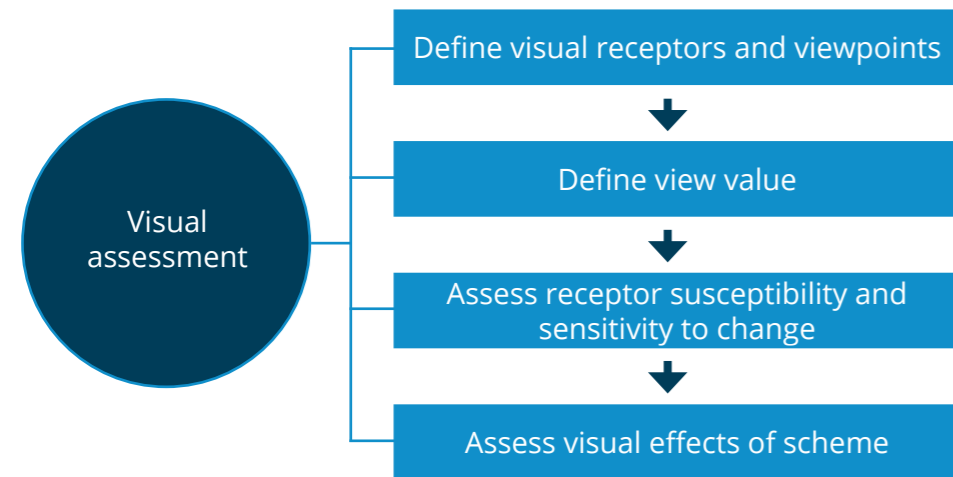 Visual
assessment
Define visual receptors and viewpoints
Define view value
Assess receptor susceptibility and
sensitivity to change
Assess visual effects of scheme